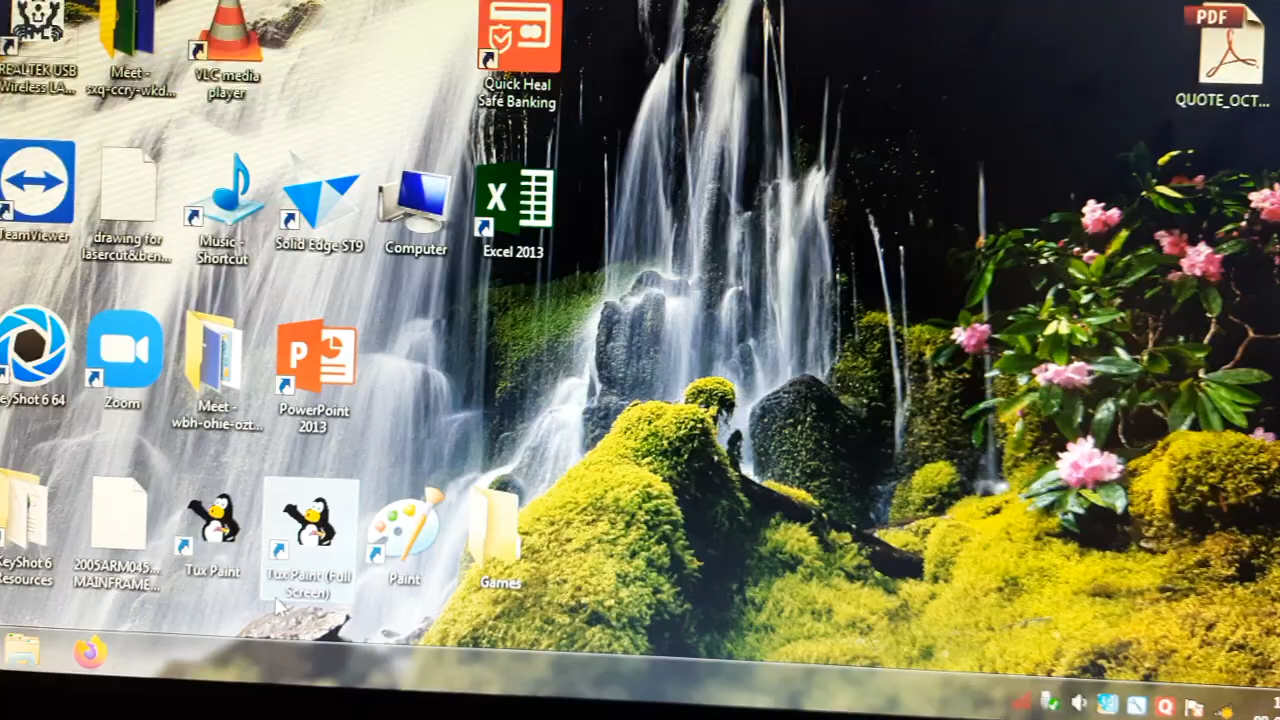 REALTEK USB
Wireless LA...
Meet -
sxq-ccry-wkd...
VLC media
player
Quick Heal
Safe Banking
PDF
QUOTE_OCT...
TeamViewer
drawing for
lasercut&ben...
Music -
Shortcut
Solid Edge ST9
Computer
X
Excel 2013
KeyShot 6 64
Zoom
Meet -
wbh-ohie-ozt...
P
PowerPoint
2013
KeyShot 6
Resources
2005ARM045...
MAINFRAME...
Tux Paint
Tux Paint (Full
Screen)
Paint
Games
Q